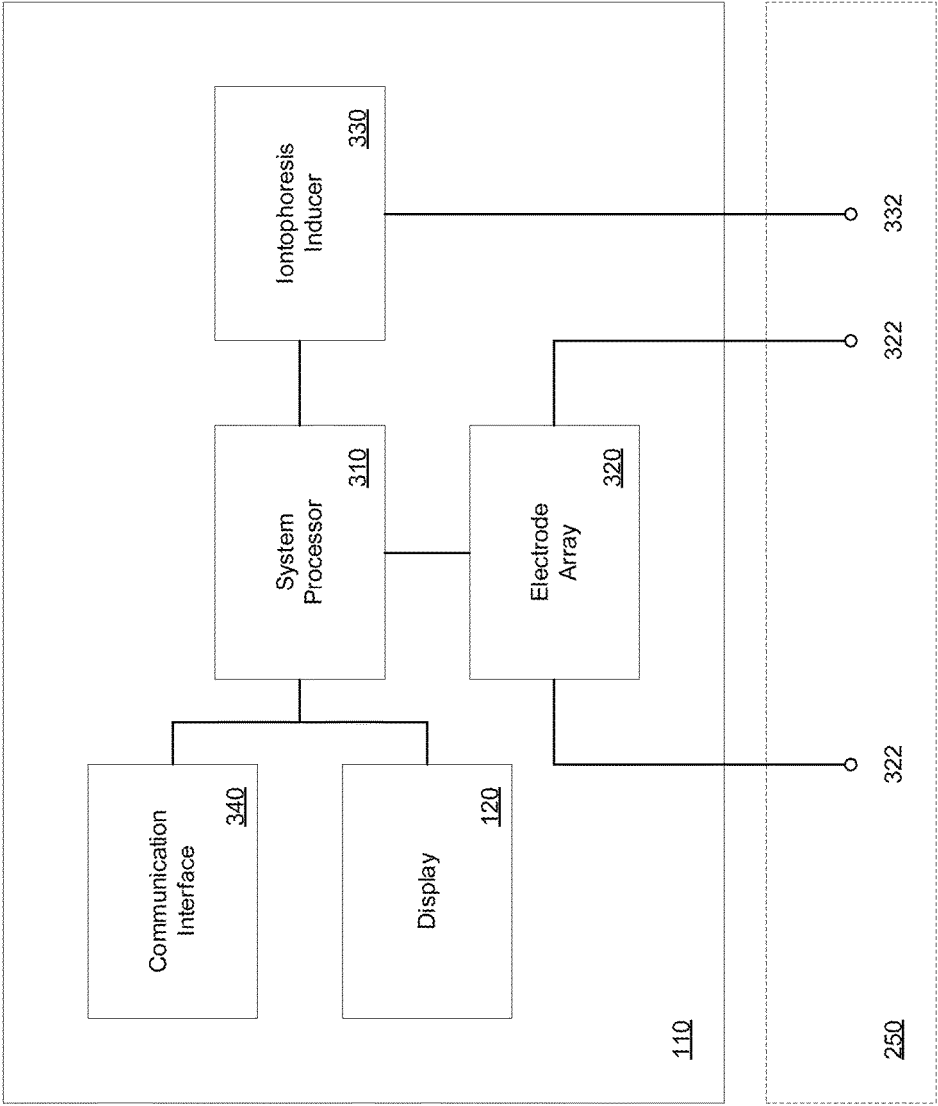 Communication
Interface
340
System
Processor
310
Iontophoresis
Inducer
330
Display
120
Electrode
Array
320
110
250
322
322
332